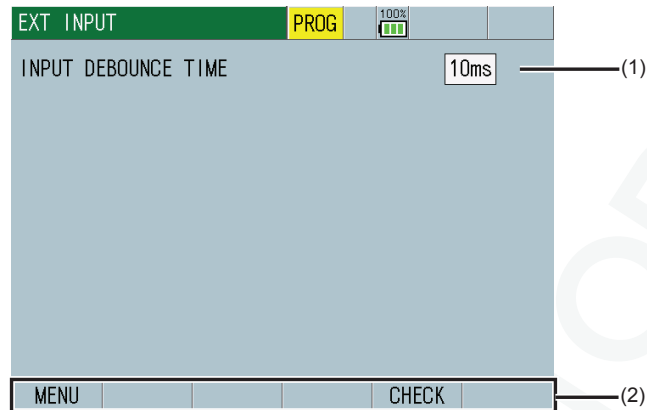 EXT INPUT PROG 100%
INPUT DEBOUNCE TIME 10ms (1)
MENU CHECK (2)